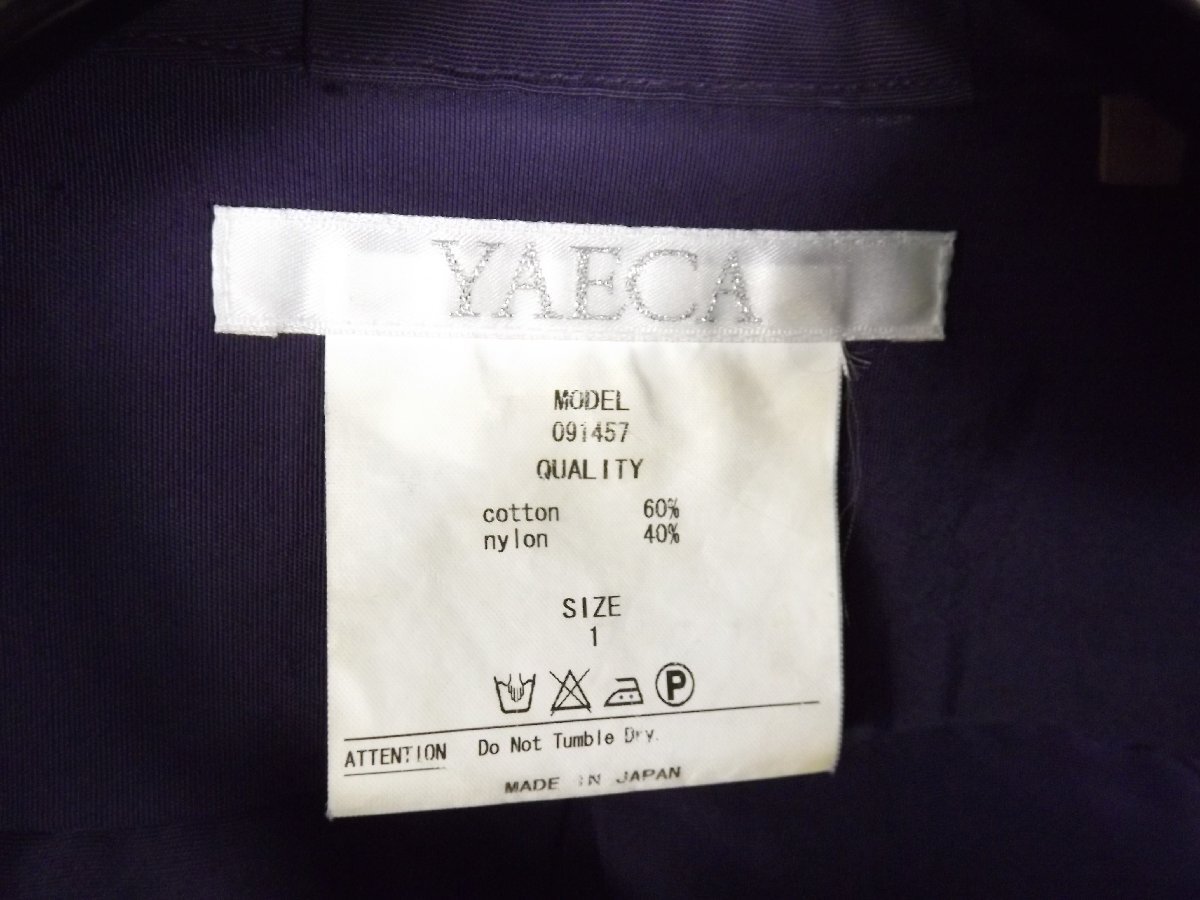 YAECA
MODEL
091457
QUALITY
cotton 60%
nylon 40%
SIZE
1
P
ATTENTION Do Not Tumble Dry.
MADE IN JAPAN